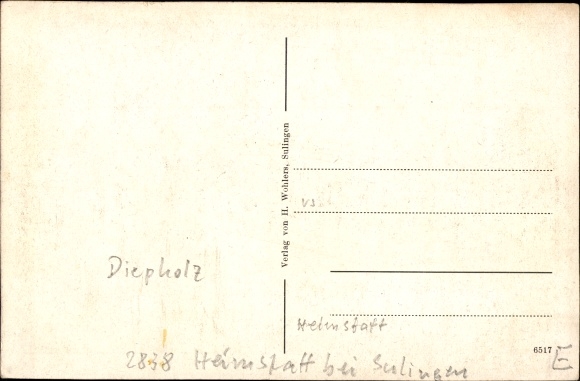 Verlag von H. Wohlers, Sulingen
vs
Diepholz
Heimstatt
6517
E
2838 Heimstatt bei Sulingen